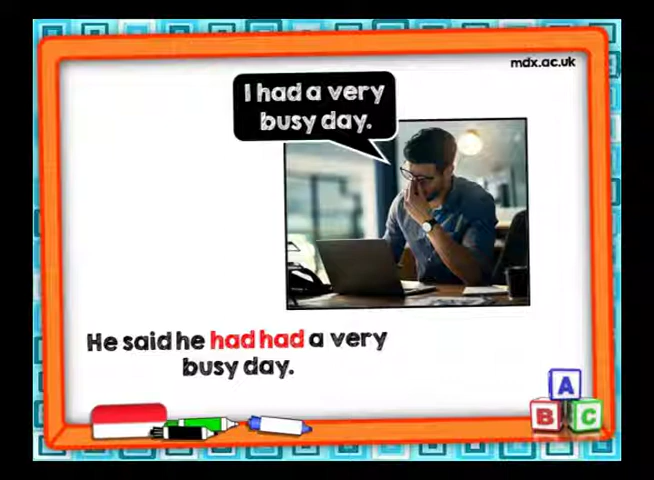 mdx.ac.uk
I had a very
busy day.
He said he had had a very
busy day.
A
B C